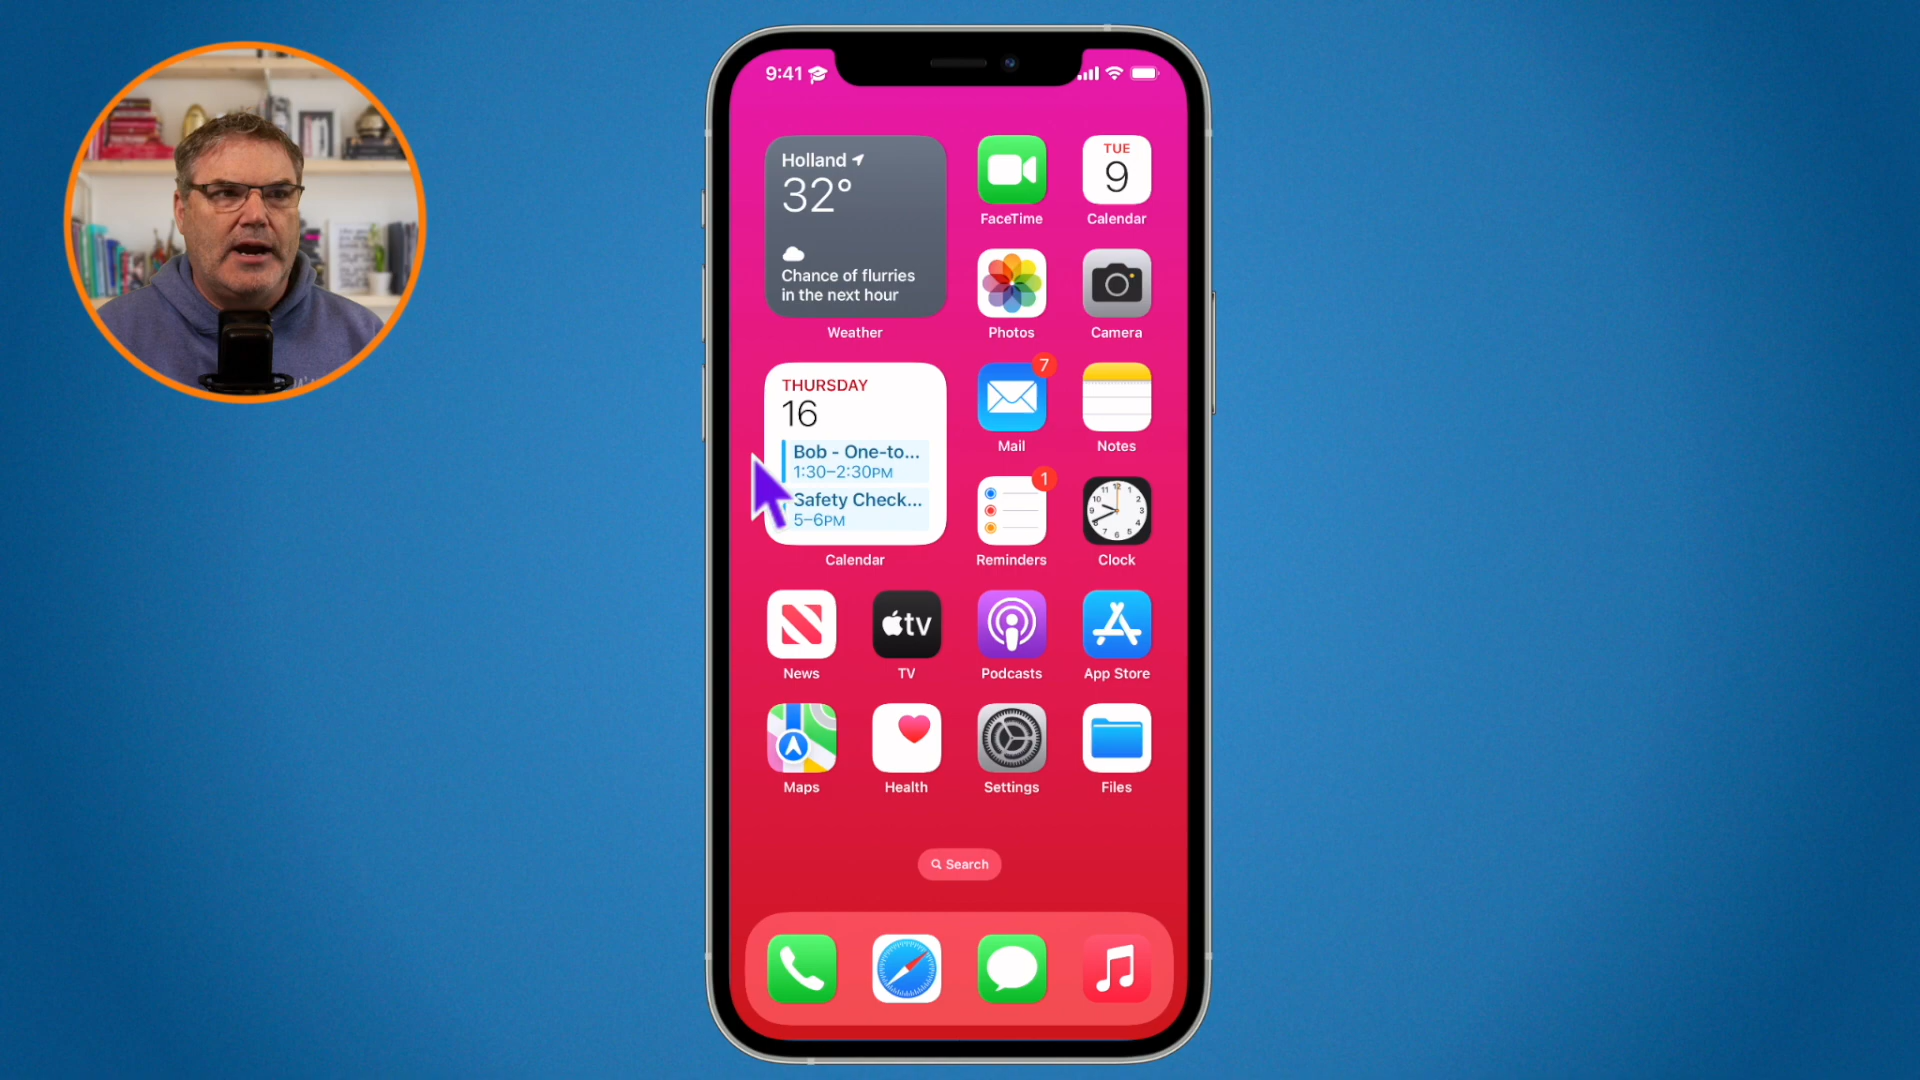 9:41
Holland
32°
Chance of flurries
in the next hour
Weather
FaceTime
TUE
9
Calendar
Photos
Camera
THURSDAY
16
Bob - One-to...
1:30–2:30PM
Safety Check...
5–6PM
Calendar
7
Mail
Notes
1
Reminders
Clock
News
tv
TV
Podcasts
App Store
Maps
Health
Settings
Files
Search